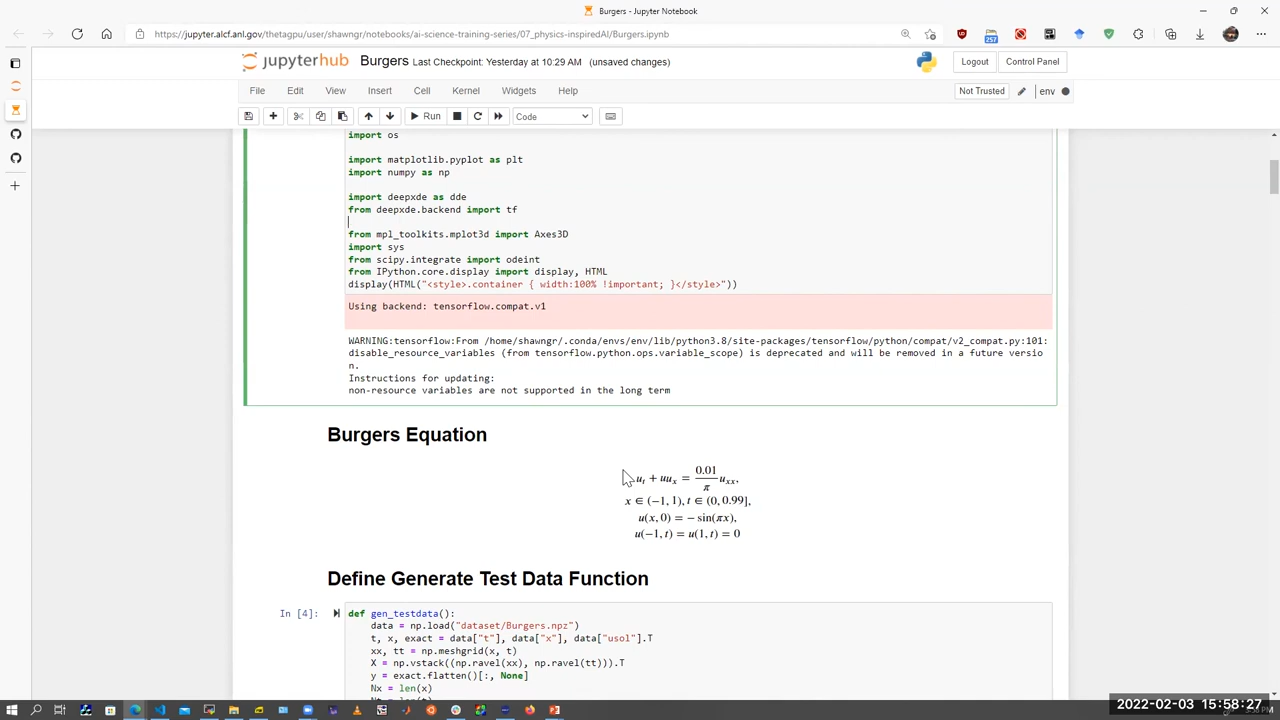 Burgers - Jupyter Notebook
https://jupyter.alcf.anl.gov/thetagpu/user/shawngr/notebooks/ai-science-training-series/07_physics-inspiredAI/Burgers.ipynb
257
jupyterhub Burgers Last Checkpoint: Yesterday at 10:29 AM (unsaved changes) Logout Control Panel
File Edit View Insert Cell Kernel Widgets Help Not Trusted env
Run Code
import os
import matplotlib.pyplot as plt
import numpy as np
import deepxde as dde
from deepxde.backend import tf
from mpl_toolkits.mplot3d import Axes3D
import sys
from scipy.integrate import odeint
from IPython.core.display import display, HTML
display(HTML("<style>.container { width:100% !important; }</style>"))
Using backend: tensorflow.compat.v1
WARNING:tensorflow:From /home/shawngr/.conda/envs/env/lib/python3.8/site-packages/tensorflow/python/compat/v2_compat.py:101:
disable_resource_variables (from tensorflow.python.ops.variable_scope) is deprecated and will be removed in a future versio
n.
Instructions for updating:
non-resource variables are not supported in the long term
Burgers Equation
u_t + uu_x = 0.01/π u_xx,
x ∈ (−1, 1), t ∈ (0, 0.99],
u(x, 0) = − sin(πx),
u(−1, t) = u(1, t) = 0
Define Generate Test Data Function
In [4]: def gen_testdata():
data = np.load("dataset/Burgers.npz")
t, x, exact = data["t"], data["x"], data["usol"].T
xx, tt = np.meshgrid(x, t)
X = np.vstack((np.ravel(xx), np.ravel(tt))).T
y = exact.flatten()[:, None]
Nx = len(x)
2022-02-03 15:58:27